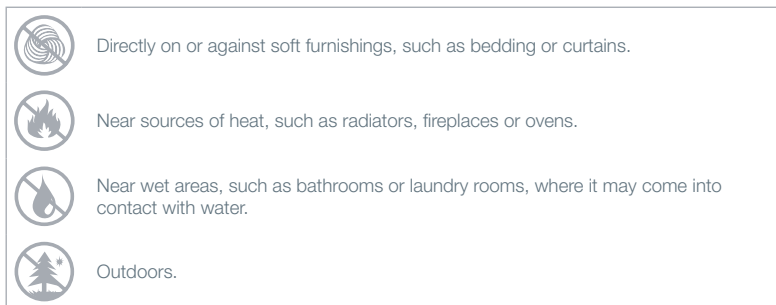 Directly on or against soft furnishings, such as bedding or curtains.
Near sources of heat, such as radiators, fireplaces or ovens.
Near wet areas, such as bathrooms or laundry rooms, where it may come into
contact with water.
Outdoors.